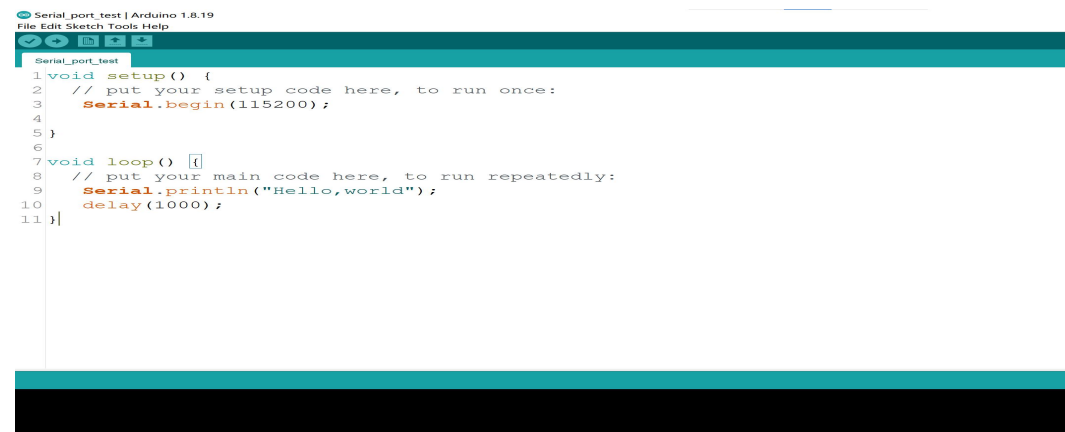 Serial_port_test | Arduino 1.8.19
File Edit Sketch Tools Help
Serial_port_test
1 void setup() {
2   // put your setup code here, to run once:
3    Serial.begin(115200);
4
5 }
6
7 void loop() {
8   // put your main code here, to run repeatedly:
9    Serial.println("Hello,world");
10    delay(1000);
11 }